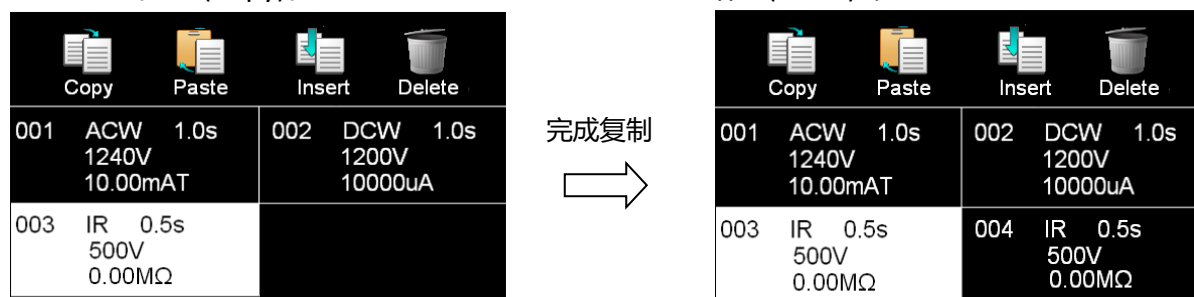 Copy Paste Insert Delete
001 ACW 1.0s 002 DCW 1.0s
1240V 1200V
10.00mAT 10000uA
003 IR 0.5s
500V
0.00MΩ
完成复制
Copy Paste Insert Delete
001 ACW 1.0s 002 DCW 1.0s
1240V 1200V
10.00mAT 10000uA
003 IR 0.5s 004 IR 0.5s
500V 500V
0.00MΩ 0.00MΩ